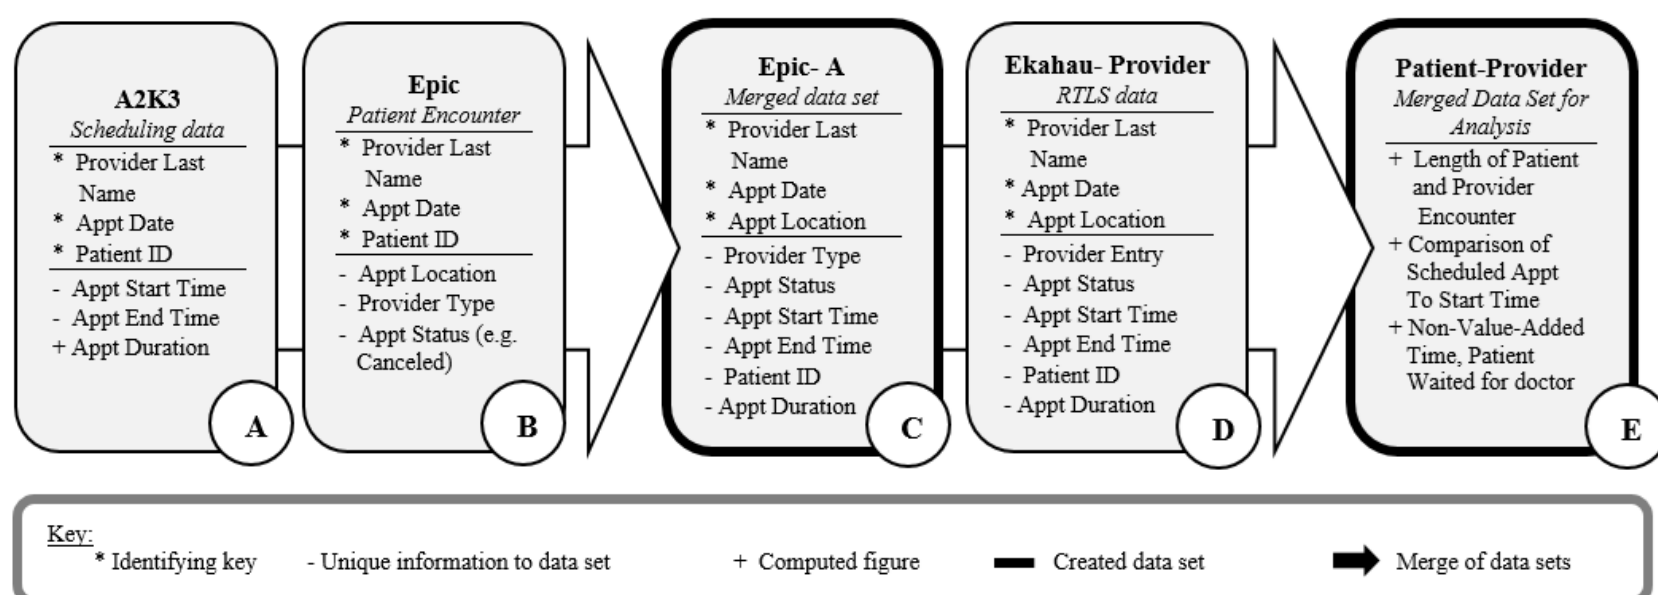 A2K3
Scheduling data
* Provider Last
Name
* Appt Date
* Patient ID
- Appt Start Time
- Appt End Time
+ Appt Duration
A
Epic
Patient Encounter
* Provider Last
Name
* Appt Date
* Patient ID
- Appt Location
- Provider Type
- Appt Status (e.g.
Canceled)
B
Epic- A
Merged data set
* Provider Last
Name
* Appt Date
* Appt Location
- Provider Type
- Appt Status
- Appt Start Time
- Appt End Time
- Patient ID
- Appt Duration
C
Ekahau- Provider
RTLS data
* Provider Last
Name
* Appt Date
* Appt Location
- Provider Entry
- Appt Status
- Appt Start Time
- Appt End Time
- Patient ID
- Appt Duration
D
Patient-Provider
Merged Data Set for
Analysis
+ Length of Patient
and Provider
Encounter
+ Comparison of
Scheduled Appt
To Start Time
+ Non-Value-Added
Time, Patient
Waited for doctor
E
Key:
* Identifying key - Unique information to data set + Computed figure Created data set Merge of data sets